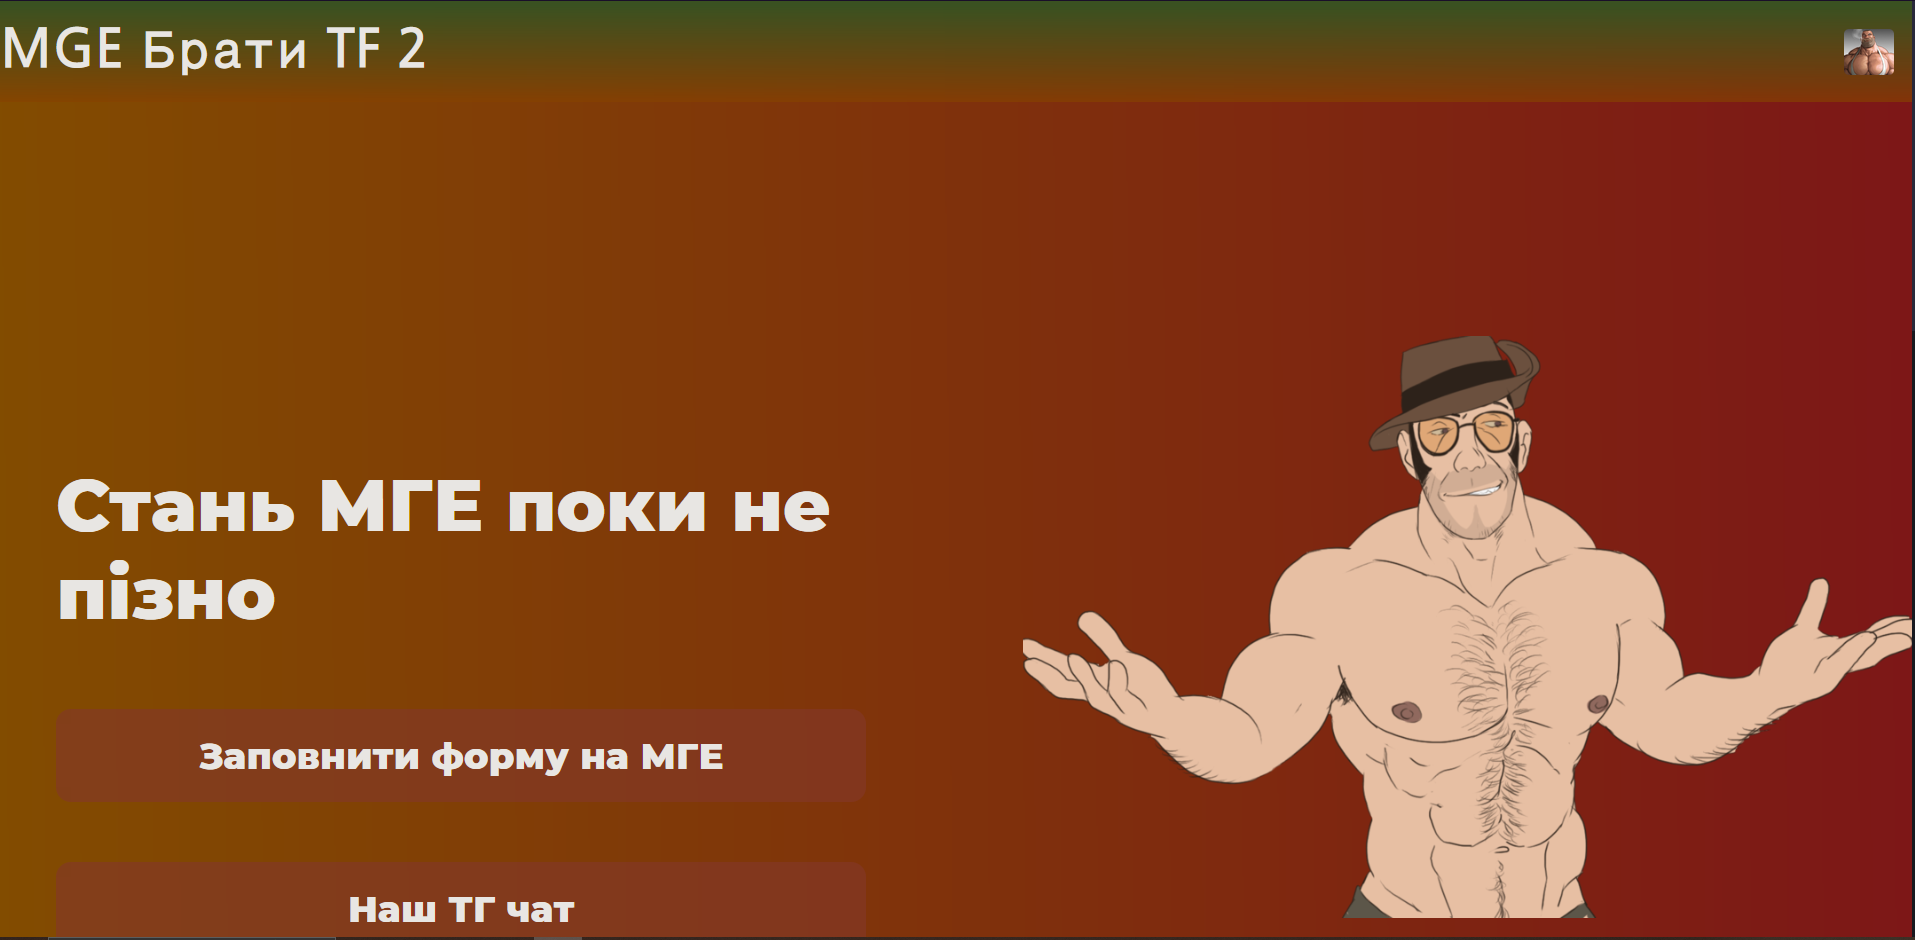 MGE Брати TF 2
Стань МГЕ поки не
пізно
Заповнити форму на МГЕ
Наш ТГ чат